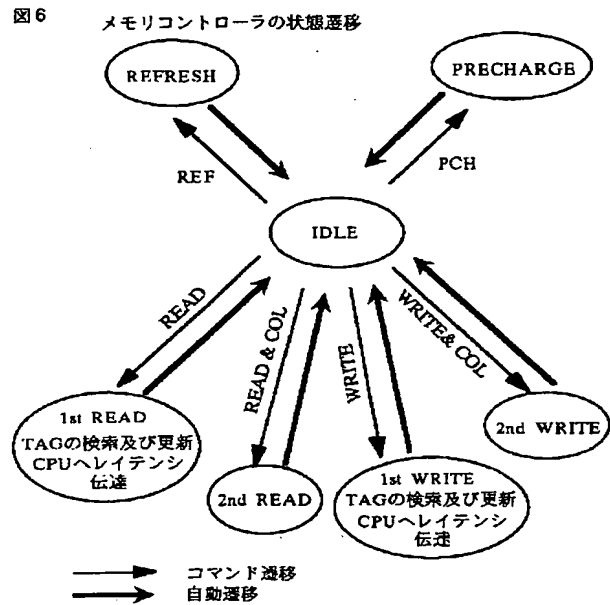 図6
メモリコントローラの状態遷移
REFRESH
PRECHARGE
REF
PCH
IDLE
READ
READ & COL
WRITE
WRITE& COL
1st READ
TAGの検索及び更新
CPUへレイテンシ
伝達
2nd READ
1st WRITE
TAGの検索及び更新
CPUへレイテンシ
伝達
2nd WRITE
コマンド遷移
自動遷移